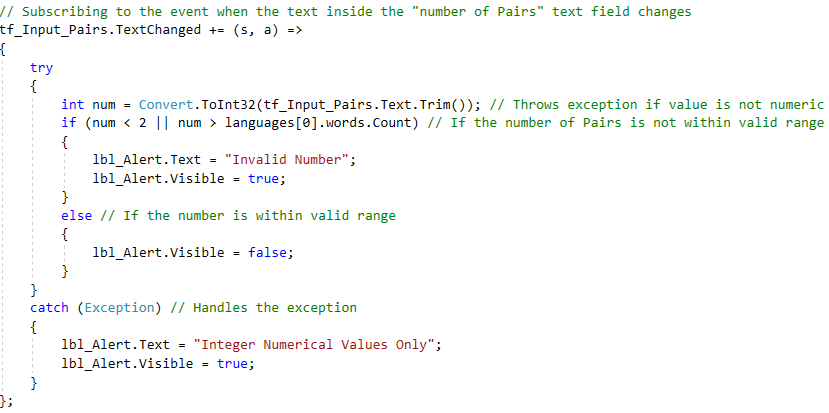 // Subscribing to the event when the text inside the "number of Pairs" text field changes
tf_Input_Pairs.TextChanged += (s, a) =>
{
try
{
int num = Convert.ToInt32(tf_Input_Pairs.Text.Trim()); // Throws exception if value is not numeric
if (num < 2 || num > languages[0].words.Count) // If the number of Pairs is not within valid range
{
lbl_Alert.Text = "Invalid Number";
lbl_Alert.Visible = true;
}
else // If the number is within valid range
{
lbl_Alert.Visible = false;
}
}
catch (Exception) // Handles the exception
{
lbl_Alert.Text = "Integer Numerical Values Only";
lbl_Alert.Visible = true;
}
};